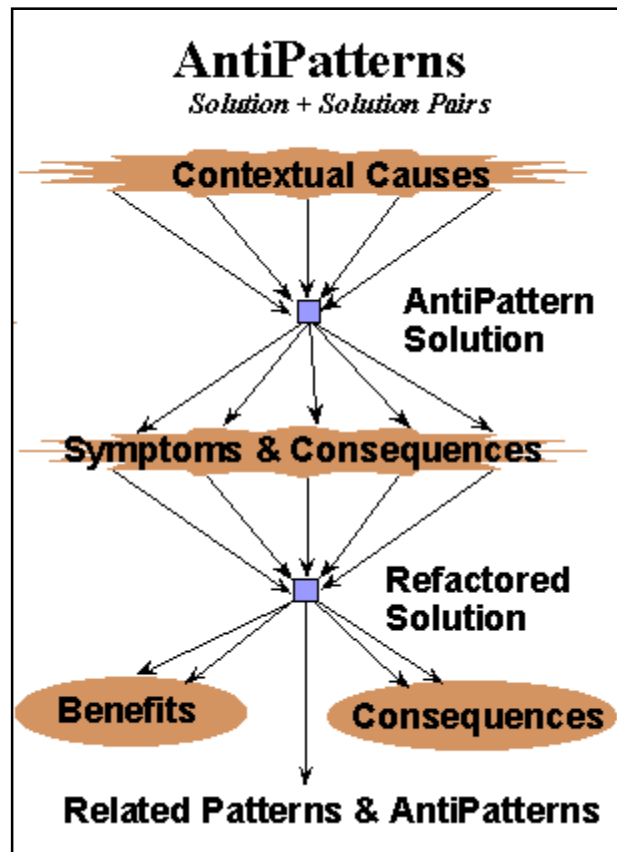 AntiPatterns
Solution + Solution Pairs
Contextual Causes
AntiPattern
Solution
Symptoms & Consequences
Refactored
Solution
Benefits
Consequences
Related Patterns & AntiPatterns